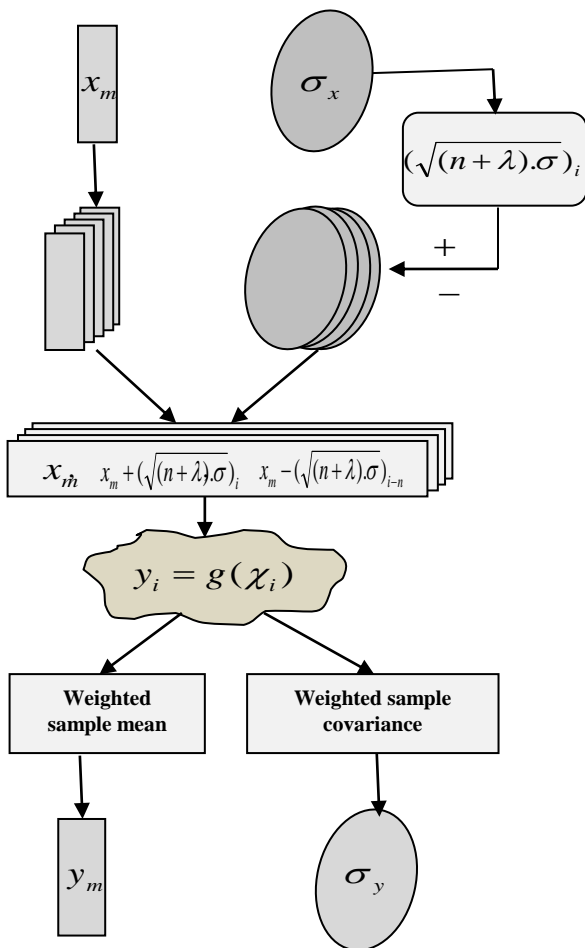 x_m
σ_x
(√(n + λ).σ)_i
+
−
x_m, x_m + (√(n + λ).σ)_i, x_m − (√(n + λ).σ)_{i−n}
y_i = g(χ_i)
Weighted
sample mean
Weighted sample
covariance
y_m
σ_y